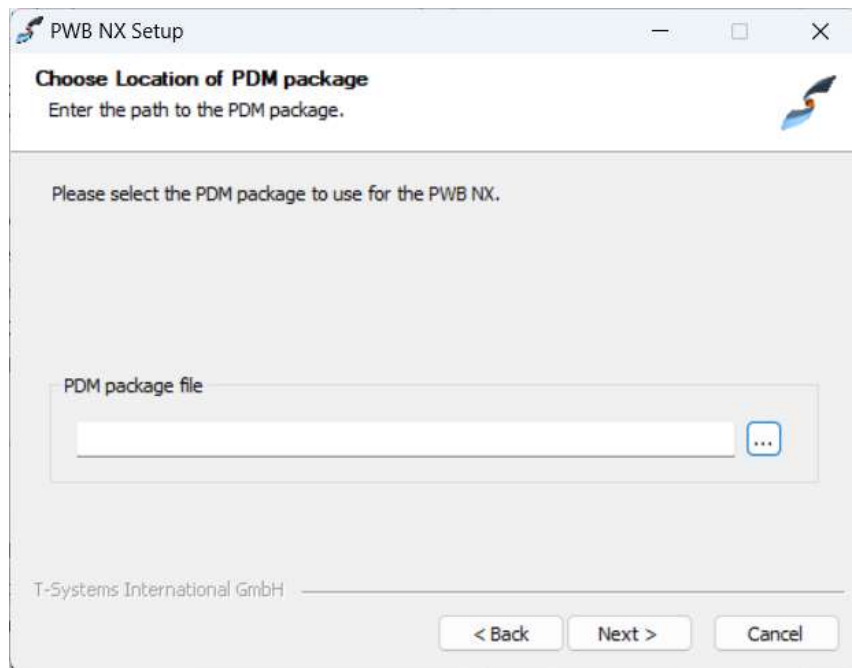 PWB NX Setup
Choose Location of PDM package
Enter the path to the PDM package.
Please select the PDM package to use for the PWB NX.
PDM package file
...
T-Systems International GmbH
< Back
Next >
Cancel